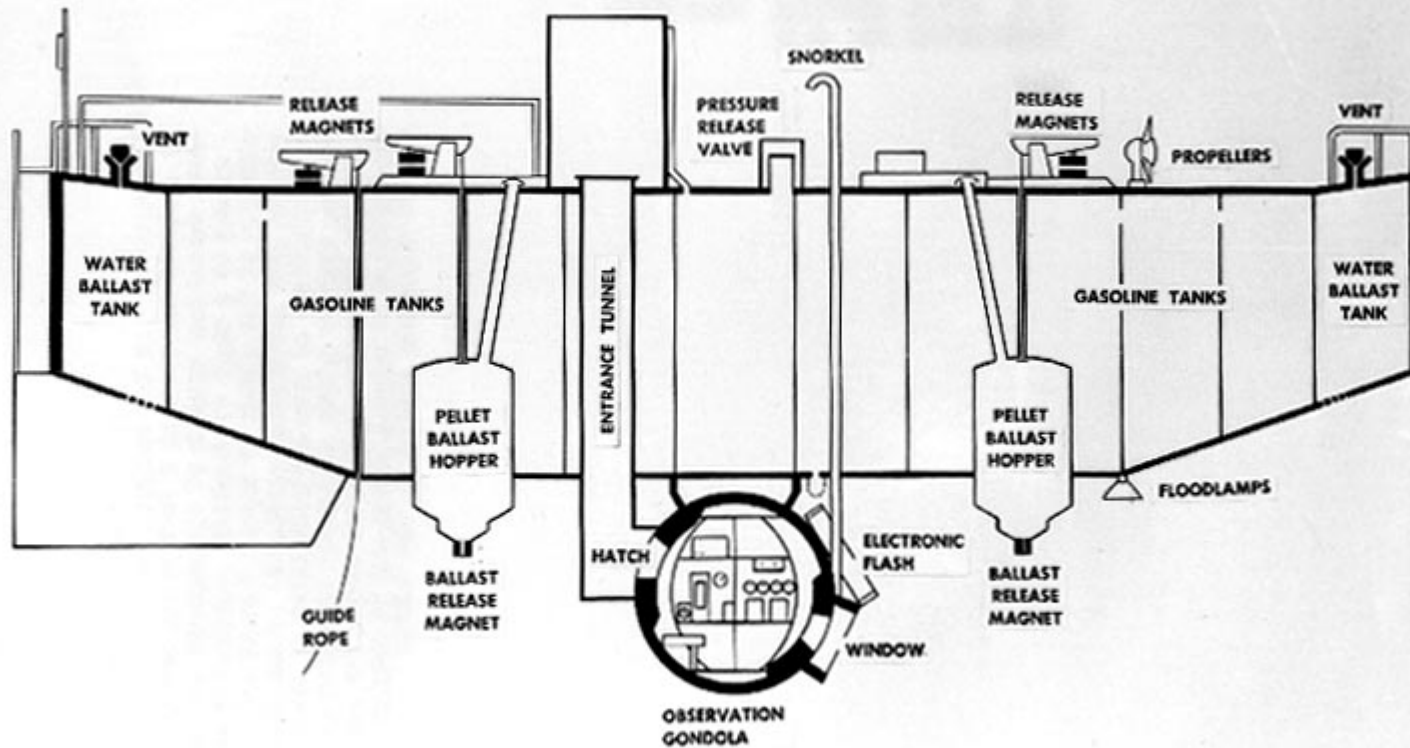 SNORKEL
RELEASE
MAGNETS
VENT
PRESSURE
RELEASE
VALVE
RELEASE
MAGNETS
VENT
PROPELLERS
WATER
BALLAST
TANK
GASOLINE TANKS
ENTRANCE TUNNEL
GASOLINE TANKS
WATER
BALLAST
TANK
PELLET
BALLAST
HOPPER
PELLET
BALLAST
HOPPER
FLOODLAMPS
HATCH
ELECTRONIC
FLASH
BALLAST
RELEASE
MAGNET
BALLAST
RELEASE
MAGNET
GUIDE
ROPE
WINDOW
OBSERVATION
GONDOLA